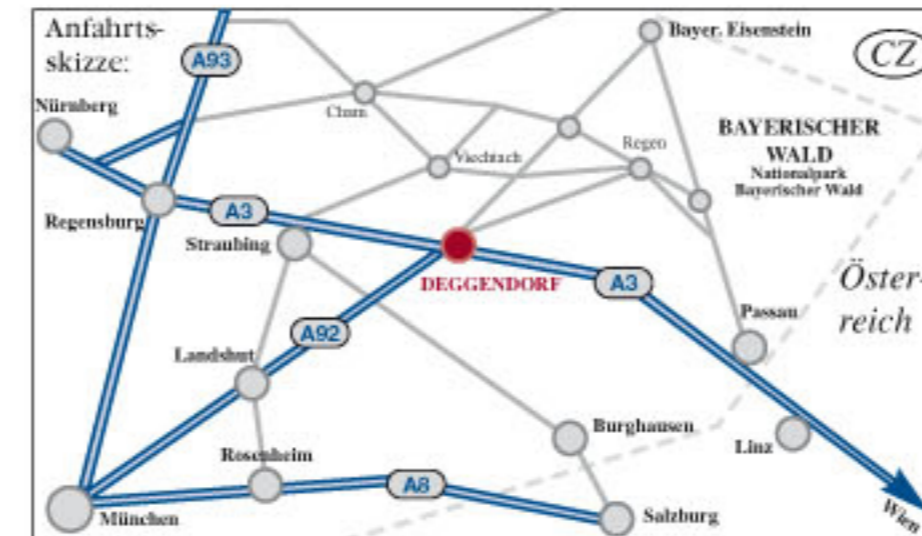 Anfahrts-
skizze:
A93
Bayer. Eisenstein
CZ
Nürnberg
Cham
BAYERISCHER
WALD
Nationalpark
Bayerischer Wald
Viechtach
Regen
Regensburg
A3
Straubing
DEGGENDORF
A3
Öster-
reich
A92
Passau
Landshut
Burghausen
Linz
Rosenheim
A8
München
Salzburg
Wien